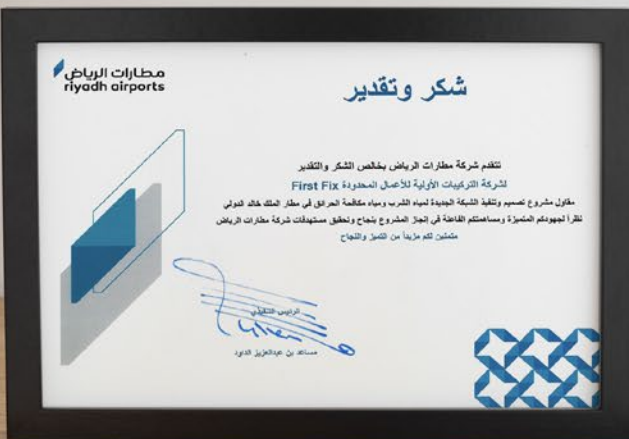 مطارات الرياض
riyadh airports
شكر وتقدير
تتقدم شركة مطارات الرياض بخالص الشكر والتقدير
لشركة التركيبات الأولية للأعمال المحدودة First Fix
مقاول مشروع تصميم وتنفيذ الشبكة الجديدة لمياه الشرب ومياه مكافحة الحرائق في مطار الملك خالد الدولي
نظراً لجهودكم المتميزة ومساهمتكم الفاعلة في إنجاز المشروع بنجاح وتحقيق مستهدفات شركة مطارات الرياض
متمنين لكم مزيداً من التميز والنجاح
الرئيس التنفيذي
مساعد بن عبدالعزيز الداود